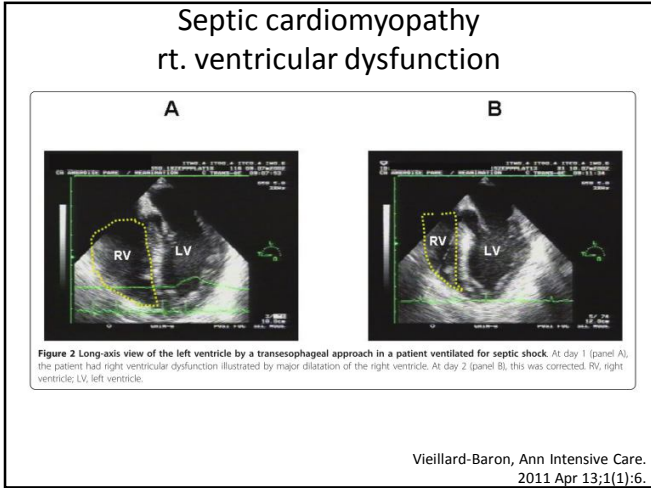 Septic cardiomyopathy
rt. ventricular dysfunction
A
B
RV
LV
RV
LV
Figure 2 Long-axis view of the left ventricle by a transesophageal approach in a patient ventilated for septic shock. At day 1 (panel A),
the patient had right ventricular dysfunction illustrated by major dilatation of the right ventricle. At day 2 (panel B), this was corrected. RV, right
ventricle; LV, left ventricle.
Vieillard-Baron, Ann Intensive Care.
2011 Apr 13;1(1):6.